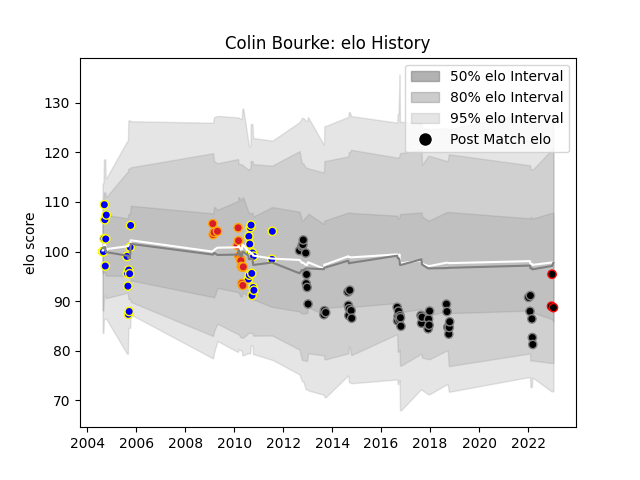 Colin Bourke: elo History
50% elo Interval
80% elo Interval
95% elo Interval
Post Match elo
elo score
130
120
110
100
90
80
70
2004 2006 2008 2010 2012 2014 2016 2018 2020 2022